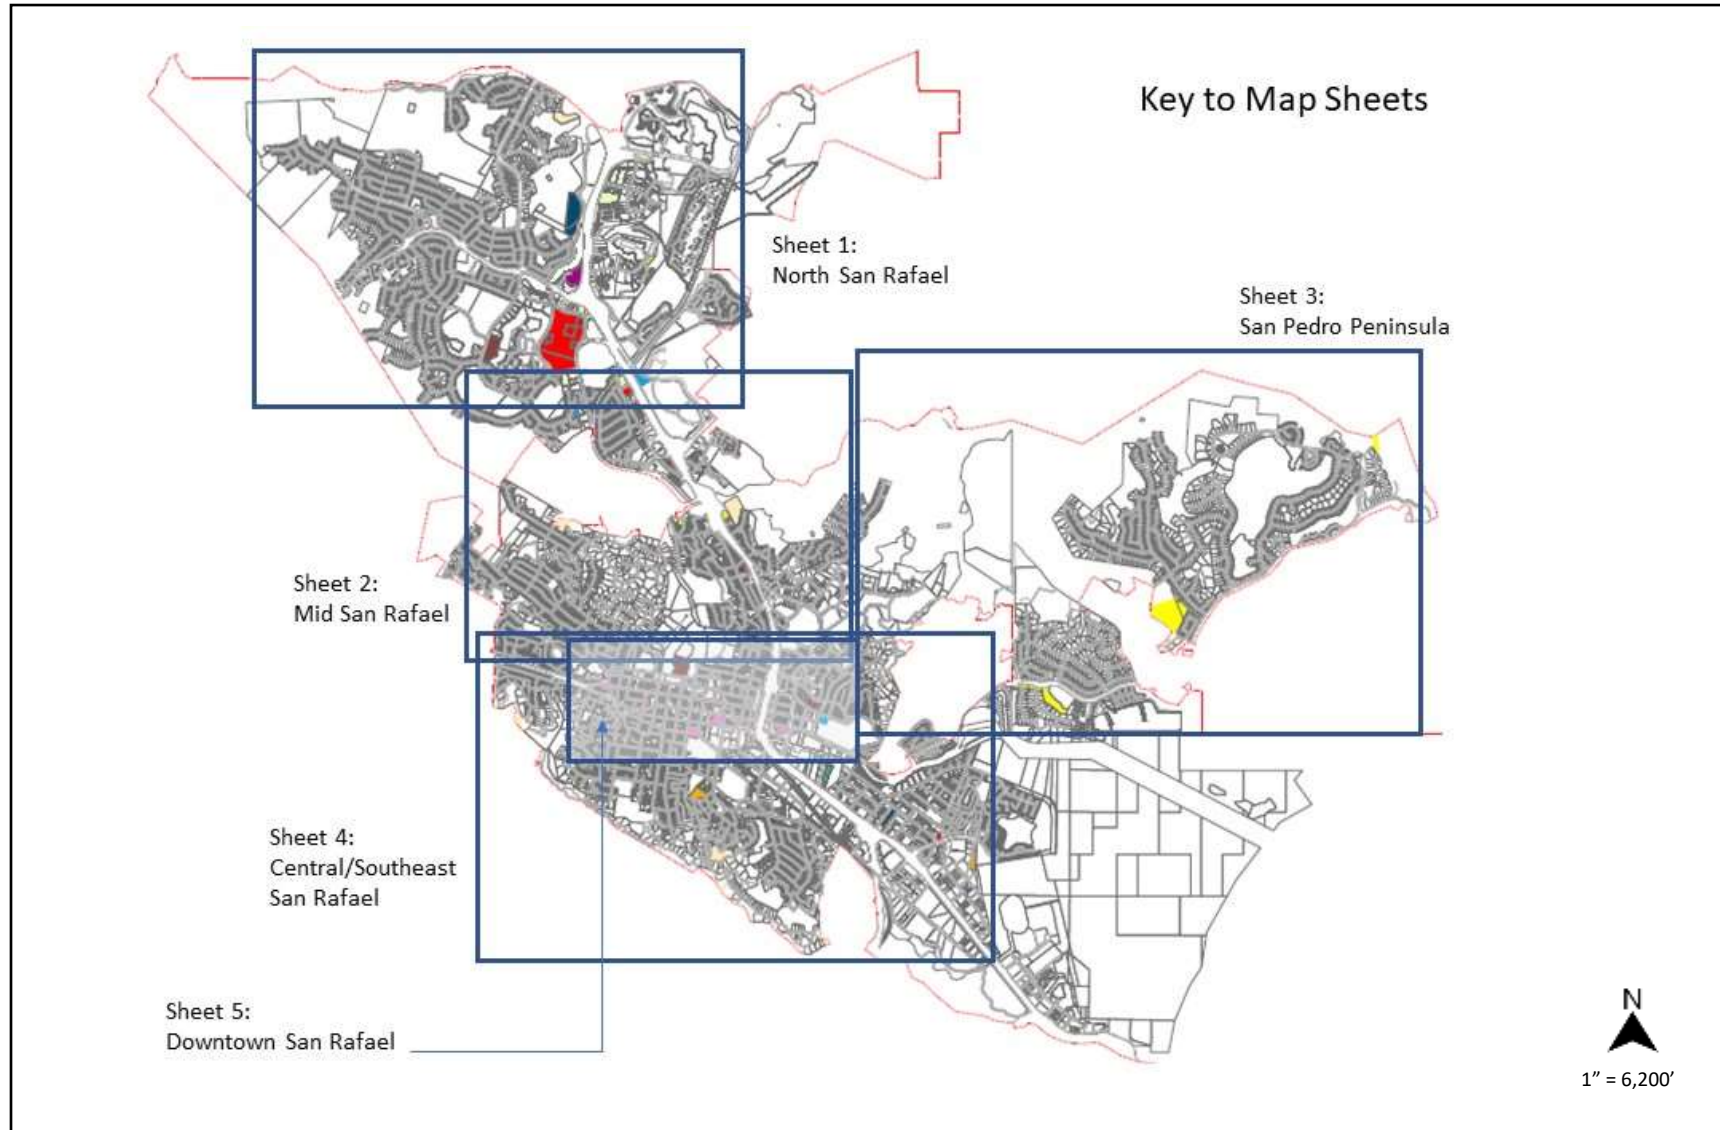 Key to Map Sheets
Sheet 1:
North San Rafael
Sheet 3:
San Pedro Peninsula
Sheet 2:
Mid San Rafael
Sheet 4:
Central/Southeast
San Rafael
Sheet 5:
Downtown San Rafael
N
1” = 6,200’